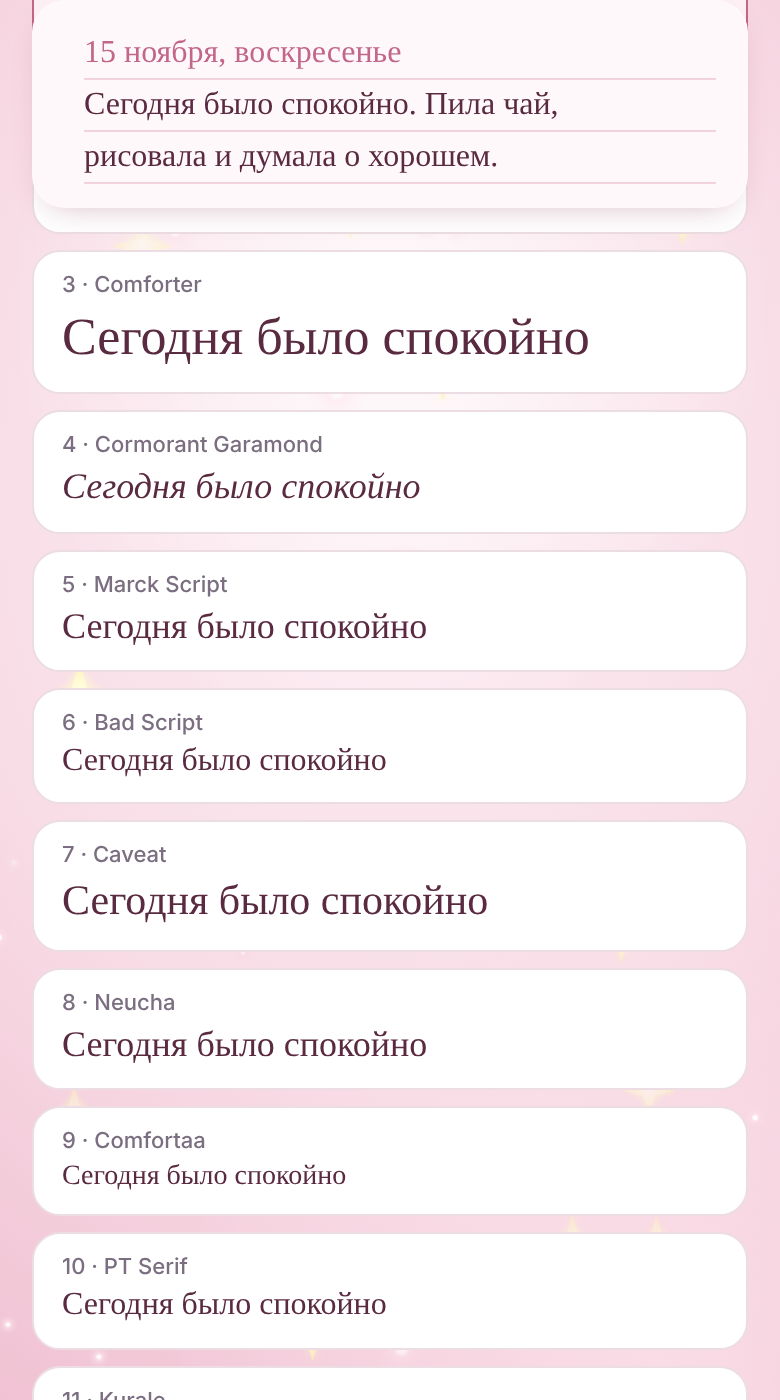 15 ноября, воскресенье
Сегодня было спокойно. Пила чай,
рисовала и думала о хорошем.
3 · Comforter
Сегодня было спокойно
4 · Cormorant Garamond
Сегодня было спокойно
5 · Marck Script
Сегодня было спокойно
6 · Bad Script
Сегодня было спокойно
7 · Caveat
Сегодня было спокойно
8 · Neucha
Сегодня было спокойно
9 · Comfortaa
Сегодня было спокойно
10 · PT Serif
Сегодня было спокойно
11 · Kurale